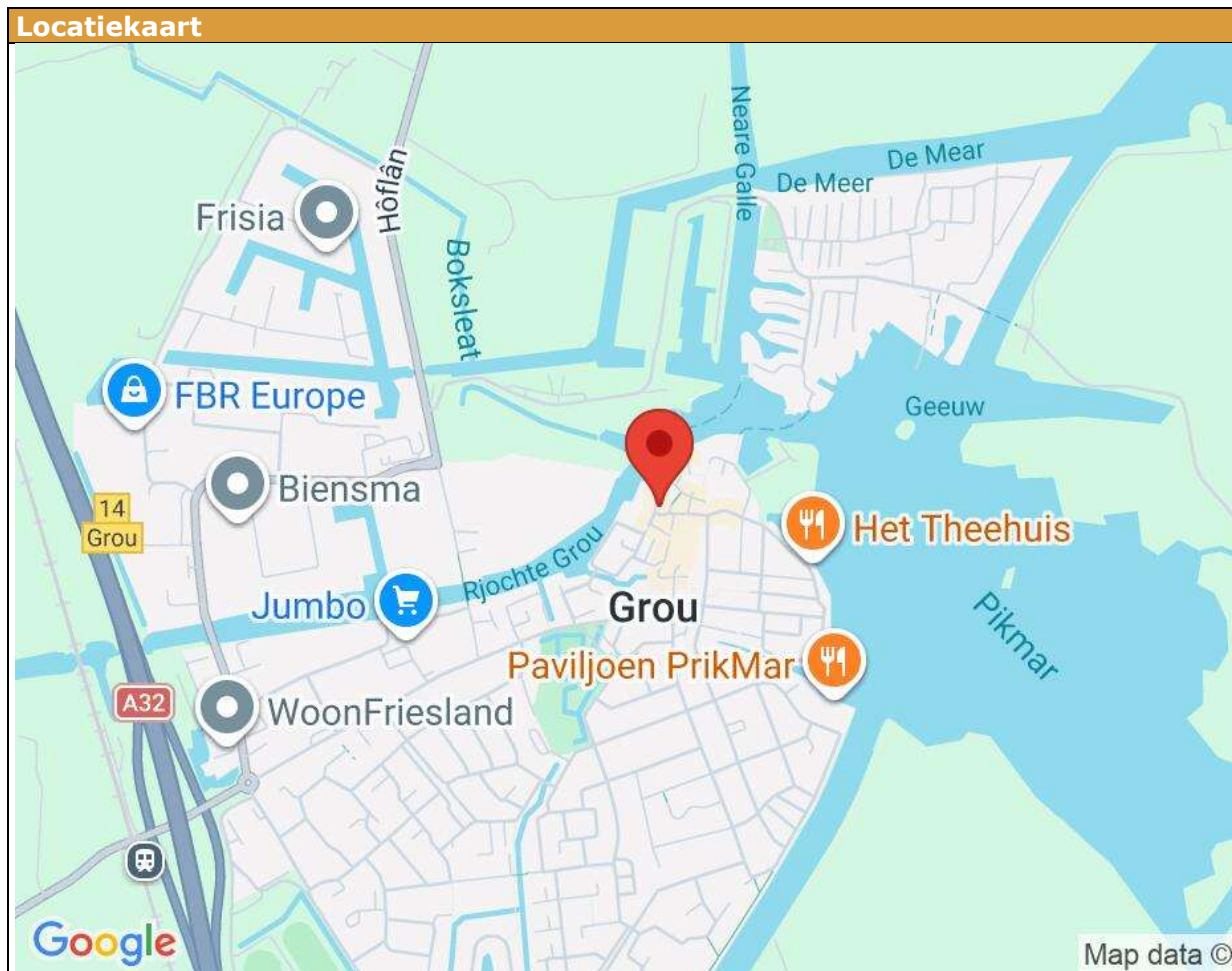 Locatiekaart
Neare Galle
De Mear
De Meer
Hôflân
Frisia
Boksleat
FBR Europe
Geeuw
Biensma
14
Grou
Het Theehuis
Rjochte Grou
Jumbo
Grou
Pikmar
Paviljoen PrikMar
A32
WoonFriesland
Google
Map data ©